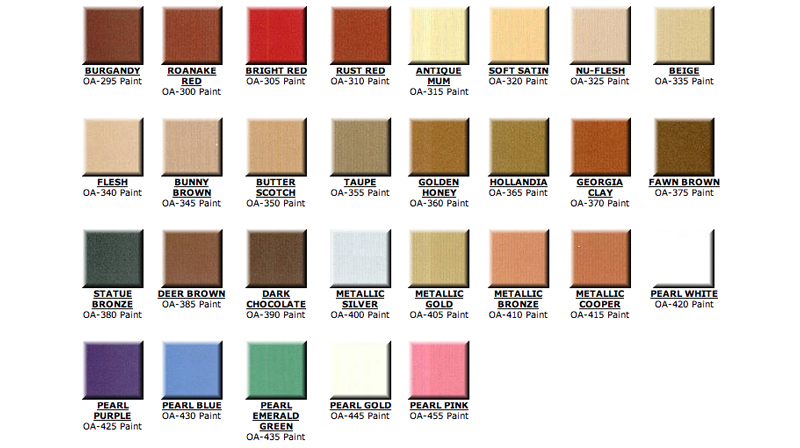 BURGANDY
OA-295 Paint
ROANAKE
RED
OA-300 Paint
BRIGHT RED
OA-305 Paint
RUST RED
OA-310 Paint
ANTIQUE
MUM
OA-315 Paint
SOFT SATIN
OA-320 Paint
NU-FLESH
OA-325 Paint
BEIGE
OA-335 Paint
FLESH
OA-340 Paint
BUNNY
BROWN
OA-345 Paint
BUTTER
SCOTCH
OA-350 Paint
TAUPE
OA-355 Paint
GOLDEN
HONEY
OA-360 Paint
HOLLANDIA
OA-365 Paint
GEORGIA
CLAY
OA-370 Paint
FAWN BROWN
OA-375 Paint
STATUE
BRONZE
OA-380 Paint
DEER BROWN
OA-385 Paint
DARK
CHOCOLATE
OA-390 Paint
METALLIC
SILVER
OA-400 Paint
METALLIC
GOLD
OA-405 Paint
METALLIC
BRONZE
OA-410 Paint
METALLIC
COOPER
OA-415 Paint
PEARL WHITE
OA-420 Paint
PEARL
PURPLE
OA-425 Paint
PEARL BLUE
OA-430 Paint
PEARL
EMERALD
GREEN
OA-435 Paint
PEARL GOLD
OA-445 Paint
PEARL PINK
OA-455 Paint